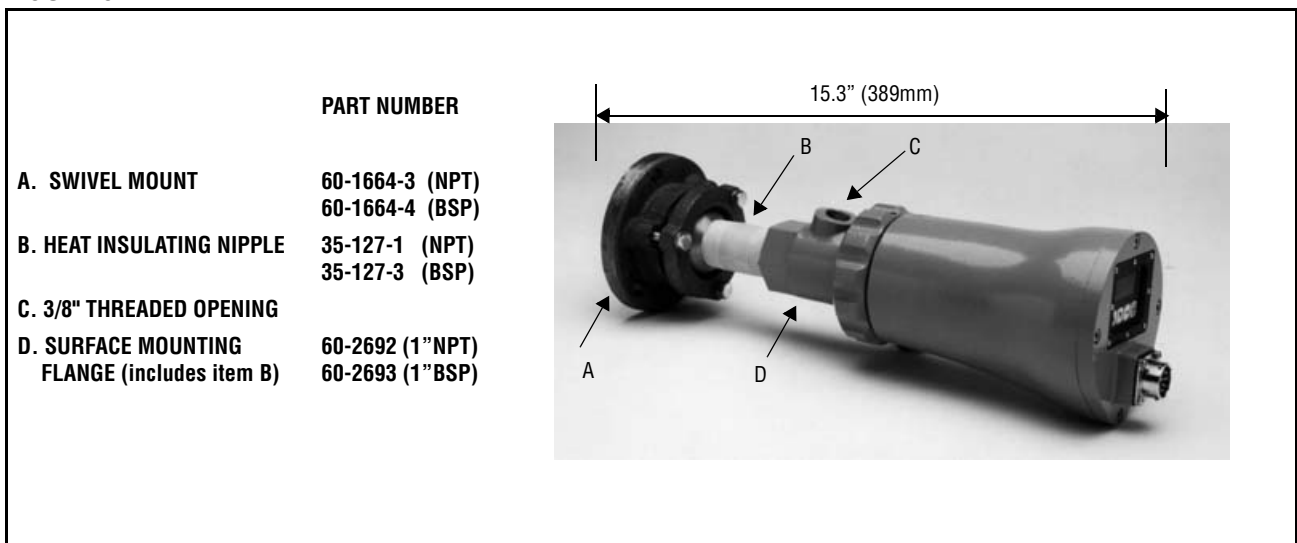 PART NUMBER
A. SWIVEL MOUNT 60-1664-3 (NPT)
60-1664-4 (BSP)
B. HEAT INSULATING NIPPLE 35-127-1 (NPT)
35-127-3 (BSP)
C. 3/8" THREADED OPENING
D. SURFACE MOUNTING 60-2692 (1”NPT)
FLANGE (includes item B) 60-2693 (1”BSP)
15.3” (389mm)
B
C
A
D